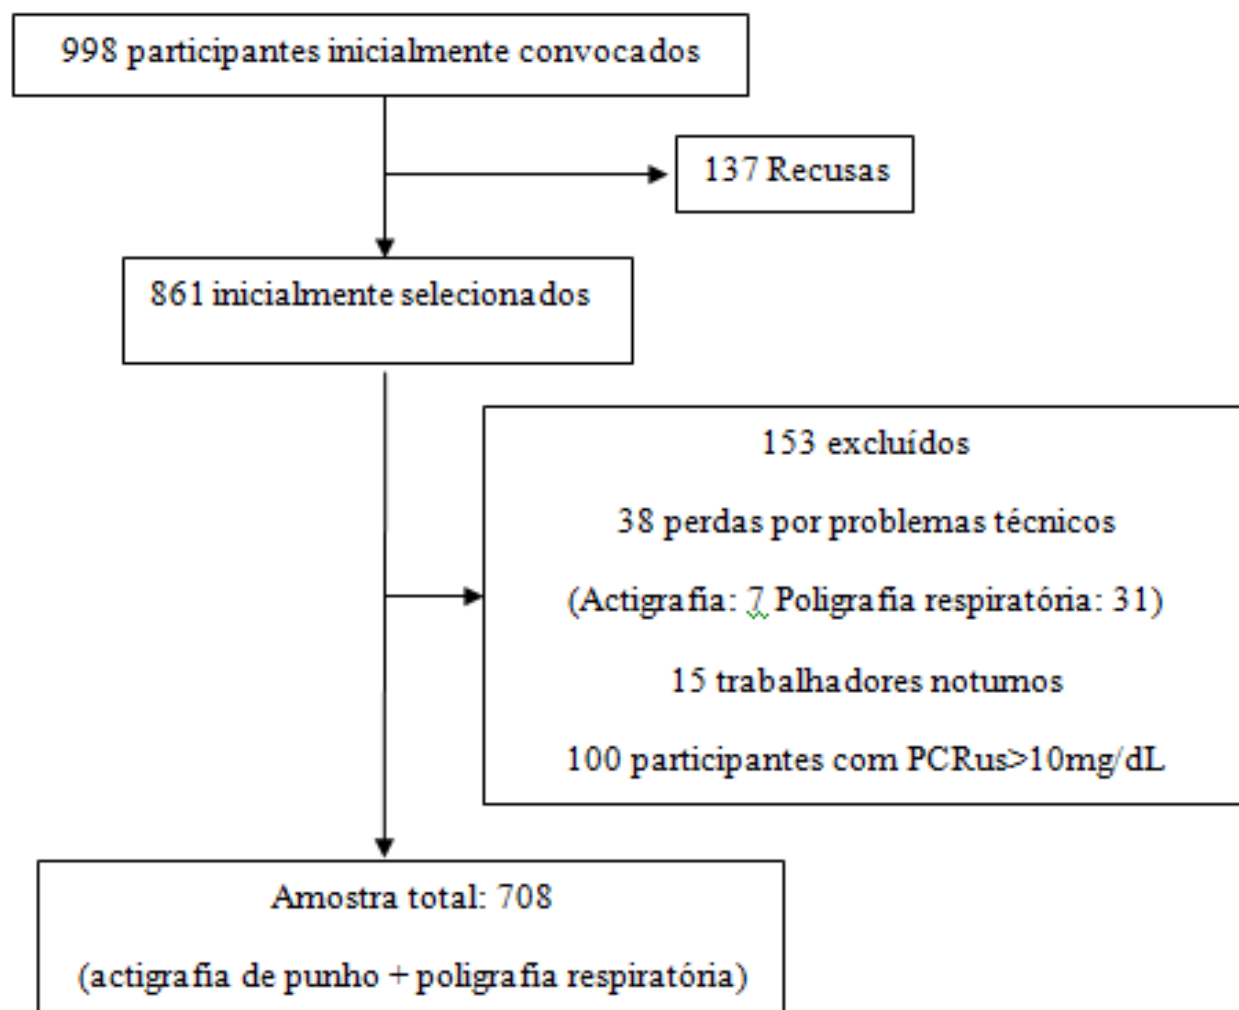 998 participantes inicialmente convocados
137 Recusas
861 inicialmente selecionados
153 excluídos
38 perdas por problemas técnicos
(Actigrafia: 7 Poligrafia respiratória: 31)
15 trabalhadores noturnos
100 participantes com PCRus>10mg/dL
Amostra total: 708
(actigrafia de punho + poligrafia respiratória)